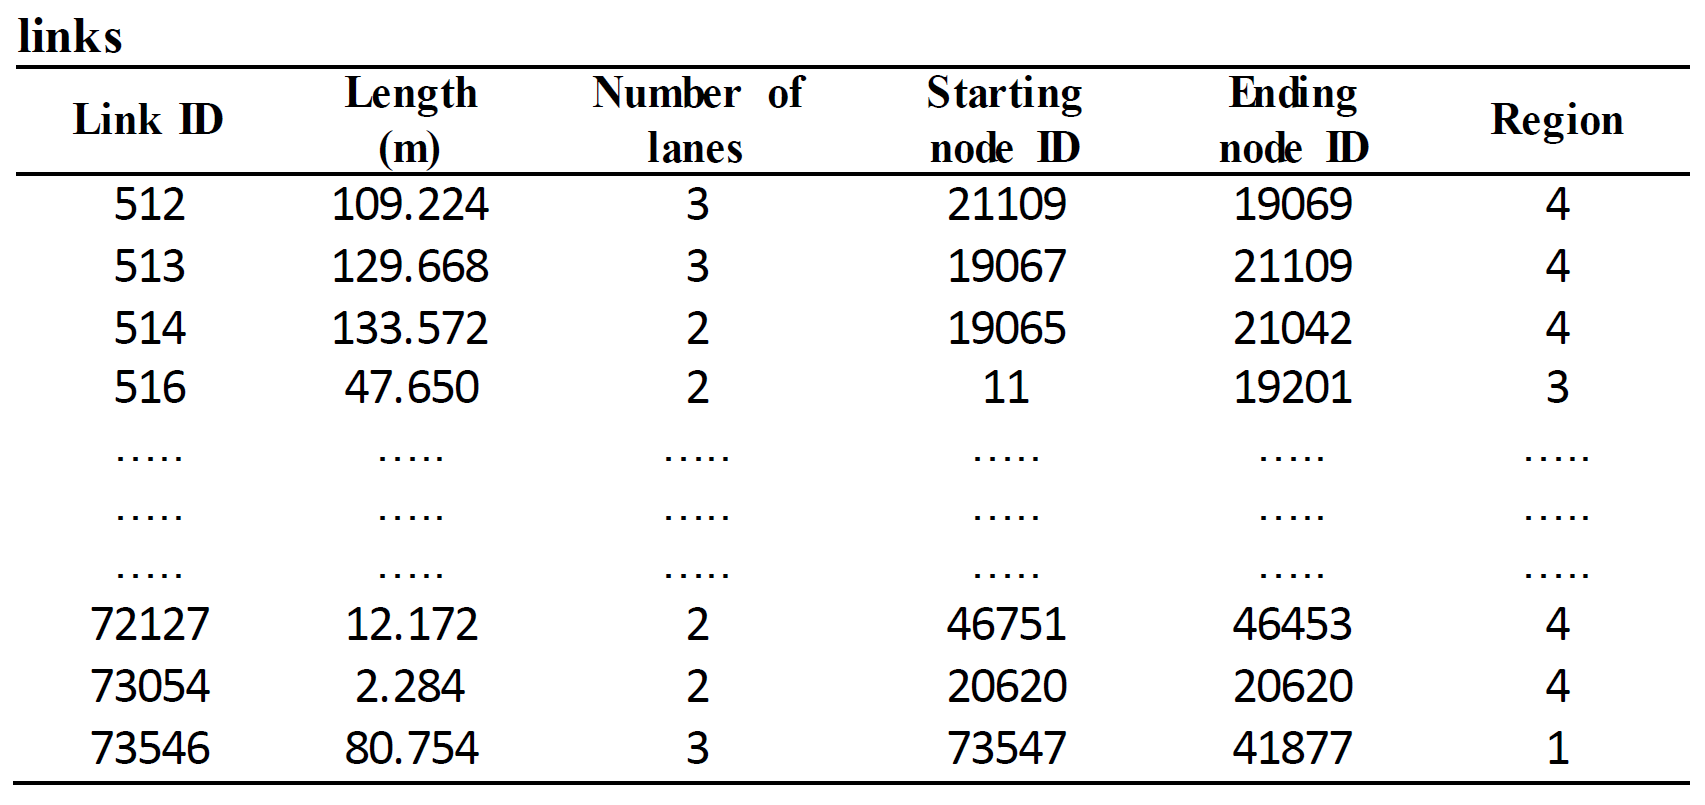 links
Link ID Length (m) Number of lanes Starting node ID Ending node ID Region
512 109.224 3 21109 19069 4
513 129.668 3 19067 21109 4
514 133.572 2 19065 21042 4
516 47.650 2 11 19201 3
..... ..... ..... ..... ..... .....
..... ..... ..... ..... ..... .....
..... ..... ..... ..... ..... .....
72127 12.172 2 46751 46453 4
73054 2.284 2 20620 20620 4
73546 80.754 3 73547 41877 1